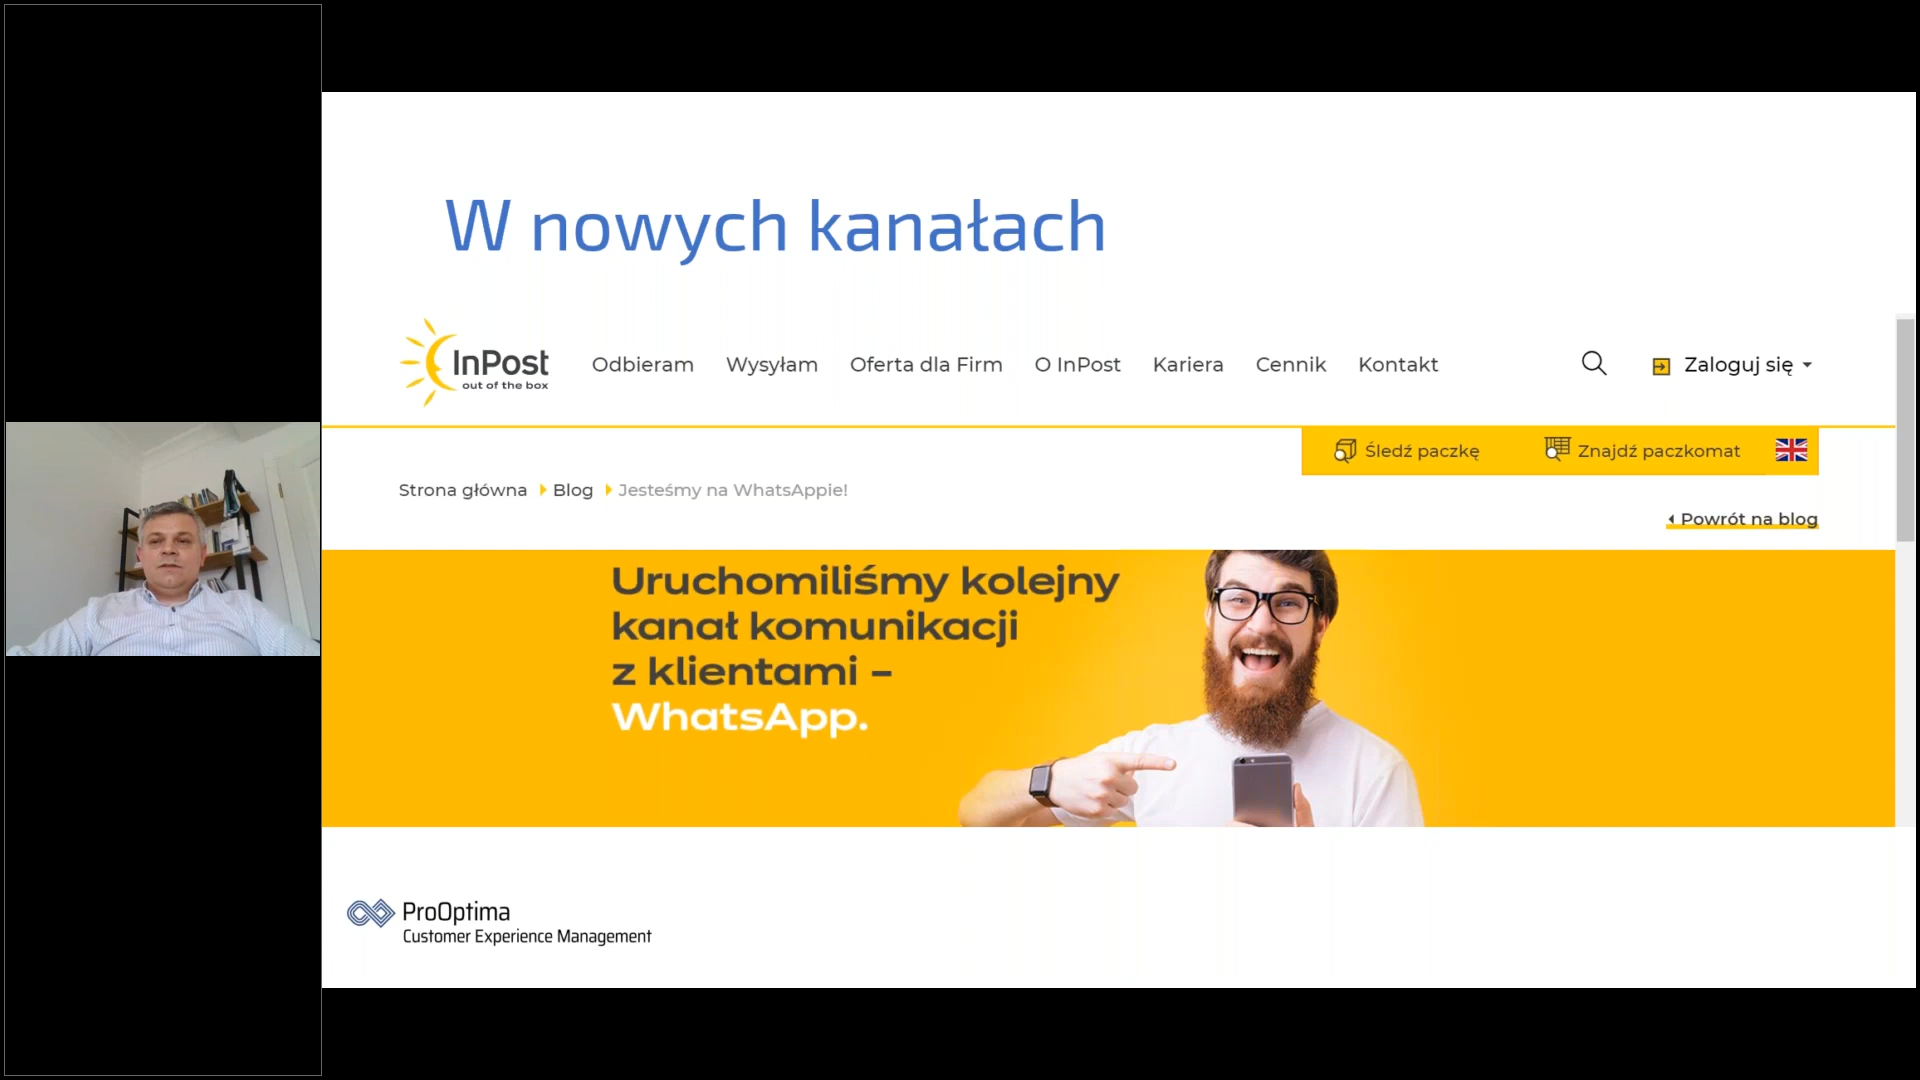 W nowych kanałach
InPost
out of the box
Odbieram Wysyłam Oferta dla Firm O InPost Kariera Cennik Kontakt Zaloguj się
Śledź paczkę Znajdź paczkomat
Strona główna Blog Jesteśmy na WhatsAppie!
Powrót na blog
Uruchomiliśmy kolejny
kanał komunikacji
z klientami –
WhatsApp.
ProOptima
Customer Experience Management